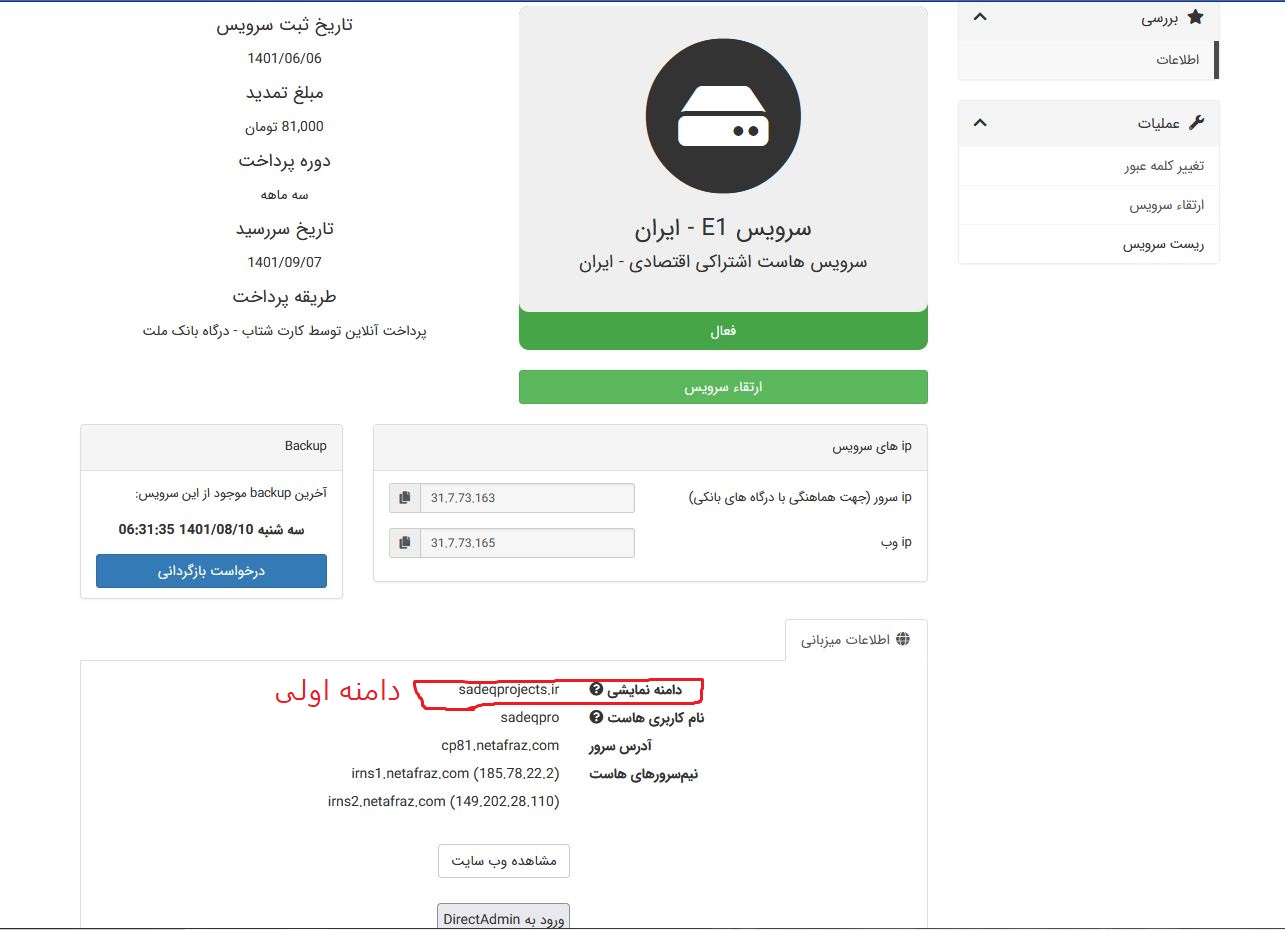 بررسی
اطلاعات
عملیات
تغییر کلمه عبور
ارتقاء سرویس
ریست سرویس
سرویس E1 - ایران
سرویس هاست اشتراکی اقتصادی - ایران
فعال
ارتقاء سرویس
تاریخ ثبت سرویس
1401/06/06
مبلغ تمدید
81,000 تومان
دوره پرداخت
سه ماهه
تاریخ سررسید
1401/09/07
طریقه پرداخت
پرداخت آنلاین توسط کارت شتاب - درگاه بانک ملت
ip های سرویس
ip سرور (جهت هماهنگی با درگاه های بانکی) 31.7.73.163
ip وب 31.7.73.165
Backup
آخرین backup موجود از این سرویس:
سه شنبه 1401/08/10 06:31:35
درخواست بازگردانی
اطلاعات میزبانی
دامنه نمایشی sadeqprojects.ir دامنه اولی
نام کاربری هاست sadeqpro
آدرس سرور cp81.netafraz.com
نیم‌سرورهای هاست irns1.netafraz.com (185.78.22.2)
irns2.netafraz.com (149.202.28.110)
مشاهده وب سایت
ورود به DirectAdmin